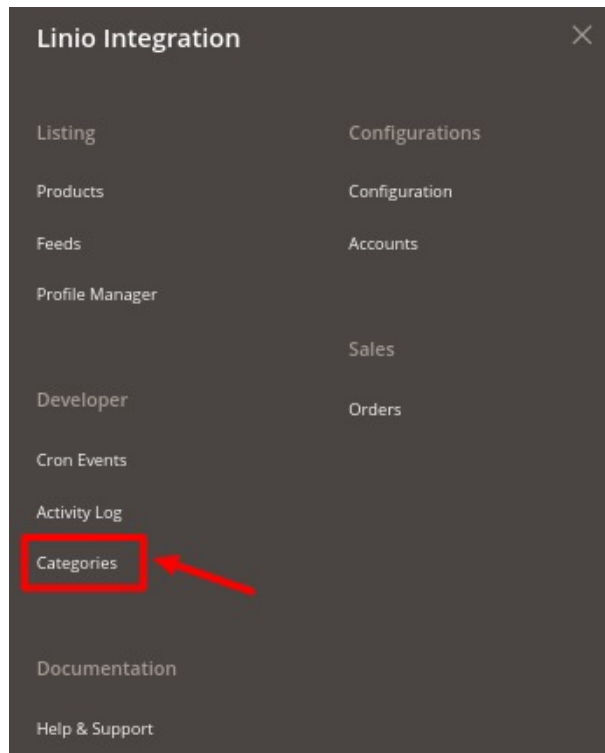 Linio Integration
Listing
Products
Feeds
Profile Manager
Developer
Cron Events
Activity Log
Categories
Documentation
Help & Support
Configurations
Configuration
Accounts
Sales
Orders